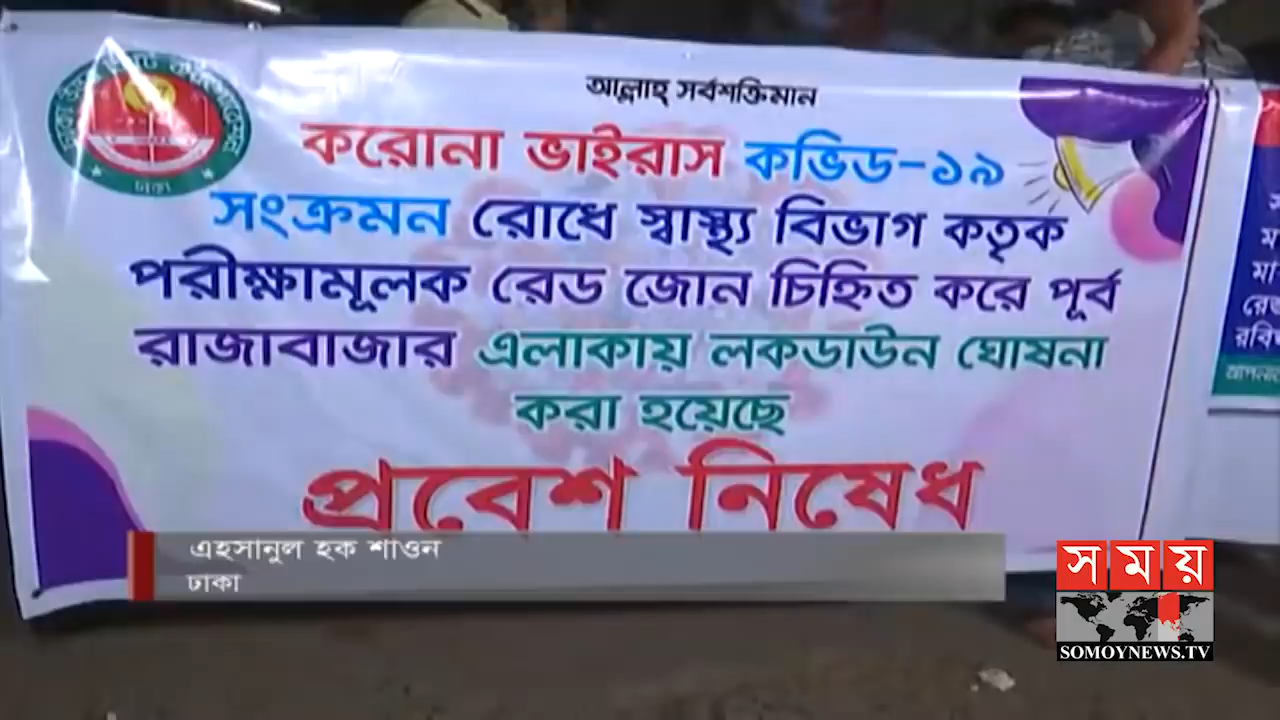 আল্লাহ্ সর্বশক্তিমান
করোনা ভাইরাস কভিড-১৯
সংক্রমন রোধে স্বাস্থ্য বিভাগ কতৃক
পরীক্ষামূলক রেড জোন চিহ্নিত করে পূর্ব
রাজাবাজার এলাকায় লকডাউন ঘোষনা
করা হয়েছে
প্রবেশ নিষেধ
ঢাকা
এহসানুল হক শাওন
ঢাকা
সময়
SOMOYNEWS.TV